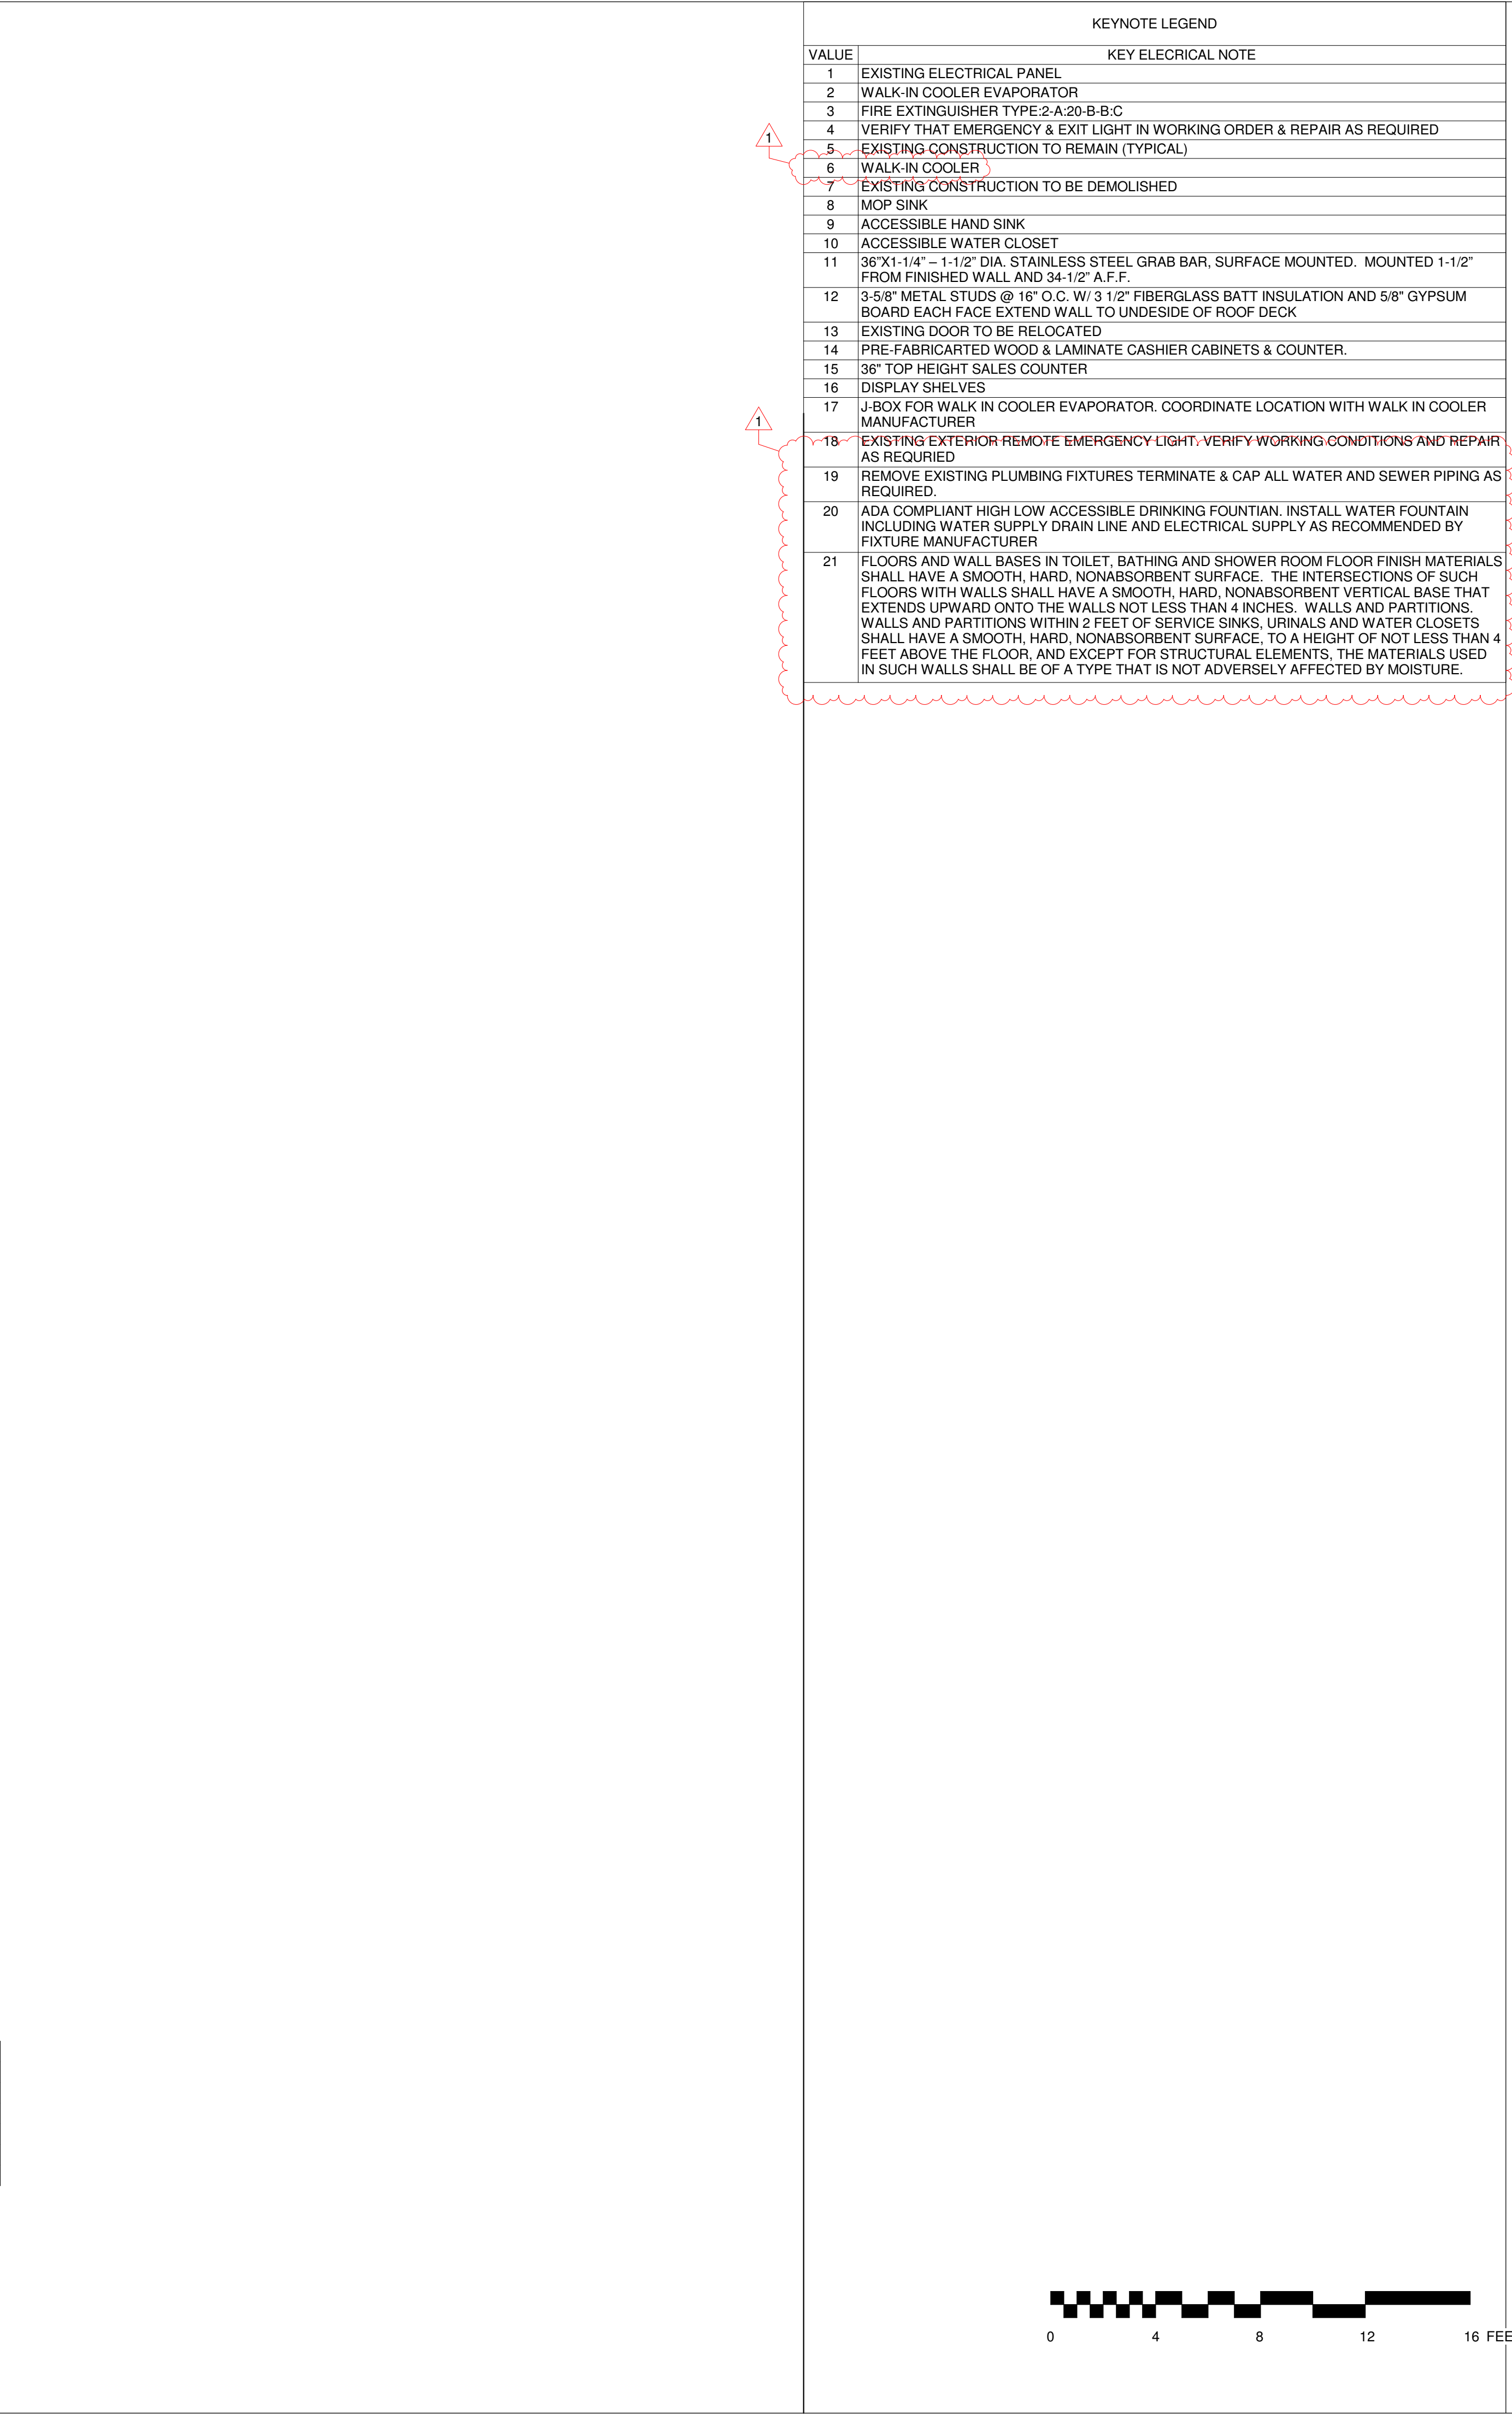 KEYNOTE LEGEND
VALUE KEY ELECRICAL NOTE
1 EXISTING ELECTRICAL PANEL
2 WALK-IN COOLER EVAPORATOR
3 FIRE EXTINGUISHER TYPE:2-A:20-B-B:C
1
4 VERIFY THAT EMERGENCY & EXIT LIGHT IN WORKING ORDER & REPAIR AS REQUIRED
5 EXISTING CONSTRUCTION TO REMAIN (TYPICAL)
6 WALK-IN COOLER
7 EXISTING CONSTRUCTION TO BE DEMOLISHED
8 MOP SINK
9 ACCESSIBLE HAND SINK
10 ACCESSIBLE WATER CLOSET
11 36”X1-1/4” – 1-1/2” DIA. STAINLESS STEEL GRAB BAR, SURFACE MOUNTED. MOUNTED 1-1/2”
FROM FINISHED WALL AND 34-1/2” A.F.F.
12 3-5/8" METAL STUDS @ 16" O.C. W/ 3 1/2" FIBERGLASS BATT INSULATION AND 5/8" GYPSUM
BOARD EACH FACE EXTEND WALL TO UNDESIDE OF ROOF DECK
13 EXISTING DOOR TO BE RELOCATED
14 PRE-FABRICARTED WOOD & LAMINATE CASHIER CABINETS & COUNTER.
15 36" TOP HEIGHT SALES COUNTER
16 DISPLAY SHELVES
17 J-BOX FOR WALK IN COOLER EVAPORATOR. COORDINATE LOCATION WITH WALK IN COOLER
MANUFACTURER
1
18 EXISTING EXTERIOR REMOTE EMERGENCY LIGHT. VERIFY WORKING CONDITIONS AND REPAIR
AS REQURIED
19 REMOVE EXISTING PLUMBING FIXTURES TERMINATE & CAP ALL WATER AND SEWER PIPING AS
REQUIRED.
20 ADA COMPLIANT HIGH LOW ACCESSIBLE DRINKING FOUNTIAN. INSTALL WATER FOUNTAIN
INCLUDING WATER SUPPLY DRAIN LINE AND ELECTRICAL SUPPLY AS RECOMMENDED BY
FIXTURE MANUFACTURER
21 FLOORS AND WALL BASES IN TOILET, BATHING AND SHOWER ROOM FLOOR FINISH MATERIALS
SHALL HAVE A SMOOTH, HARD, NONABSORBENT SURFACE. THE INTERSECTIONS OF SUCH
FLOORS WITH WALLS SHALL HAVE A SMOOTH, HARD, NONABSORBENT VERTICAL BASE THAT
EXTENDS UPWARD ONTO THE WALLS NOT LESS THAN 4 INCHES. WALLS AND PARTITIONS.
WALLS AND PARTITIONS WITHIN 2 FEET OF SERVICE SINKS, URINALS AND WATER CLOSETS
SHALL HAVE A SMOOTH, HARD, NONABSORBENT SURFACE, TO A HEIGHT OF NOT LESS THAN 4
FEET ABOVE THE FLOOR, AND EXCEPT FOR STRUCTURAL ELEMENTS, THE MATERIALS USED
IN SUCH WALLS SHALL BE OF A TYPE THAT IS NOT ADVERSELY AFFECTED BY MOISTURE.
0 4 8 12 16 FEE